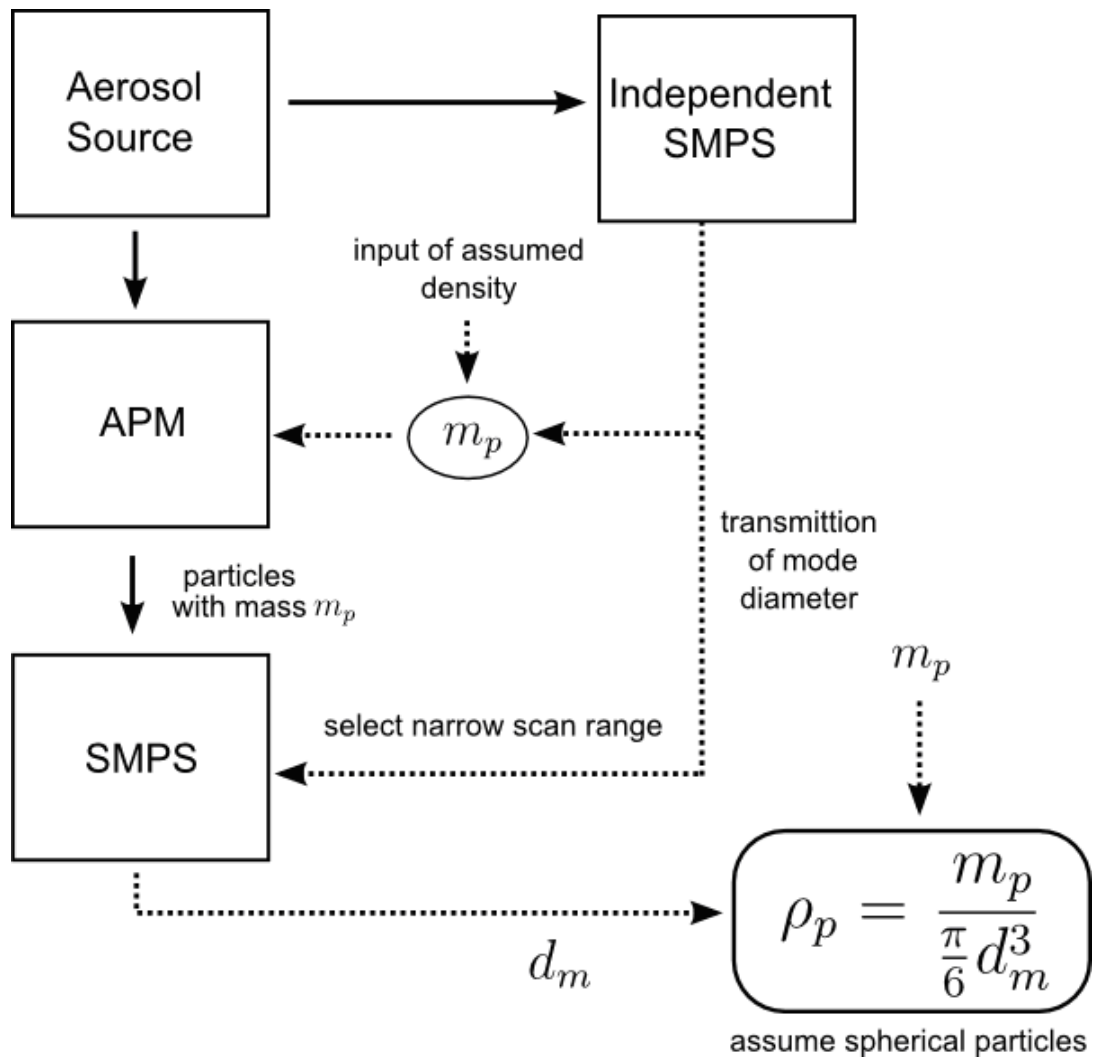 Aerosol
Source
Independent
SMPS
input of assumed
density
APM
m_p
transmittion
of mode
diameter
particles
with mass m_p
m_p
select narrow scan range
SMPS
ρ_p = m_p / (π/6 d_m^3)
d_m
assume spherical particles